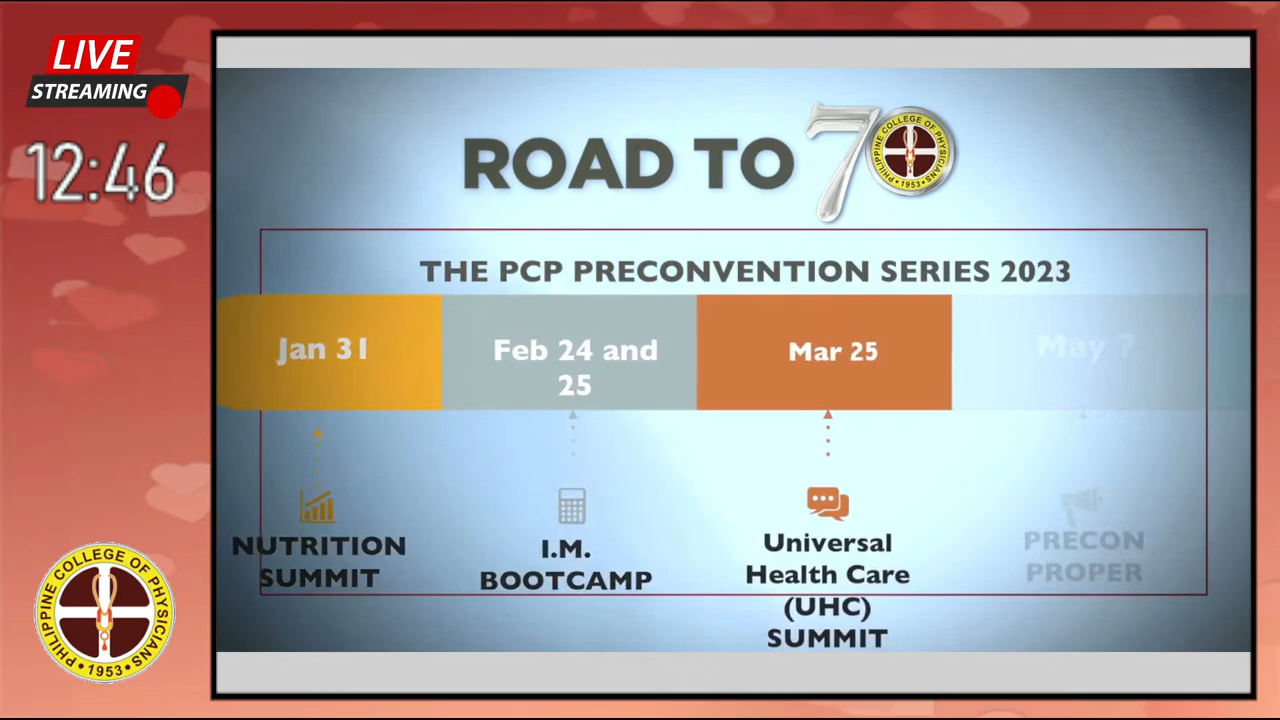 LIVE
STREAMING
12:46
ROAD TO 7
PHILIPPINE COLLEGE OF PHYSICIANS
• 1953 •
THE PCP PRECONVENTION SERIES 2023
Jan 31
Feb 24 and
25
Mar 25
May 7
NUTRITION
SUMMIT
I.M.
BOOTCAMP
Universal
Health Care
(UHC)
SUMMIT
PRECON
PROPER
PHILIPPINE COLLEGE OF PHYSICIANS
• 1953 •